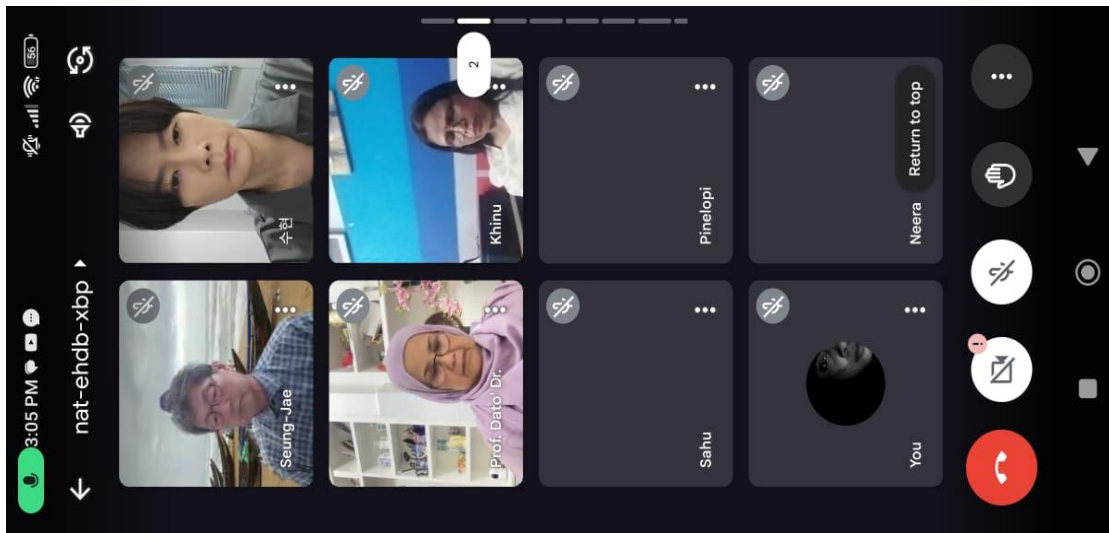 3:05 PM
56
nat-ehdb-xbp
Seung-Jae
수현
Prof. Dato' Dr.
Khinu
2
Sahu
Pinelopi
You
Neera
Return to top